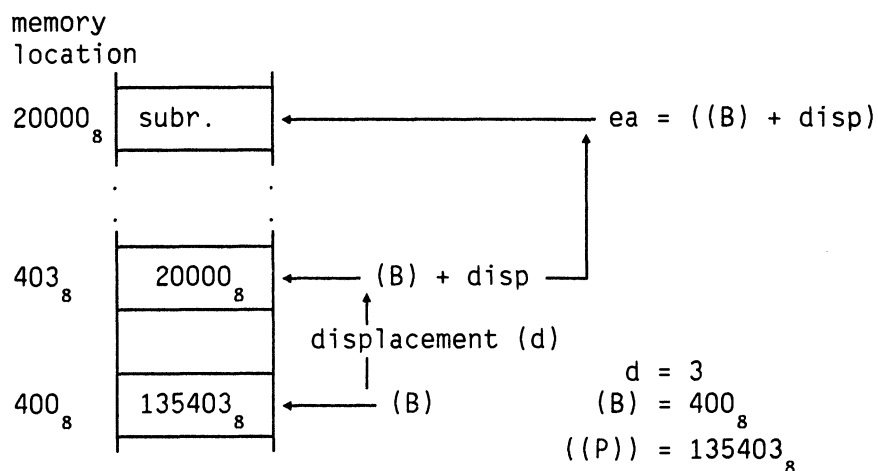 memory
location
20000₈ subr. ea = ((B) + disp)
403₈ 20000₈ (B) + disp
displacement (d)
d = 3
400₈ 135403₈ (B) (B) = 400₈
((P)) = 135403₈